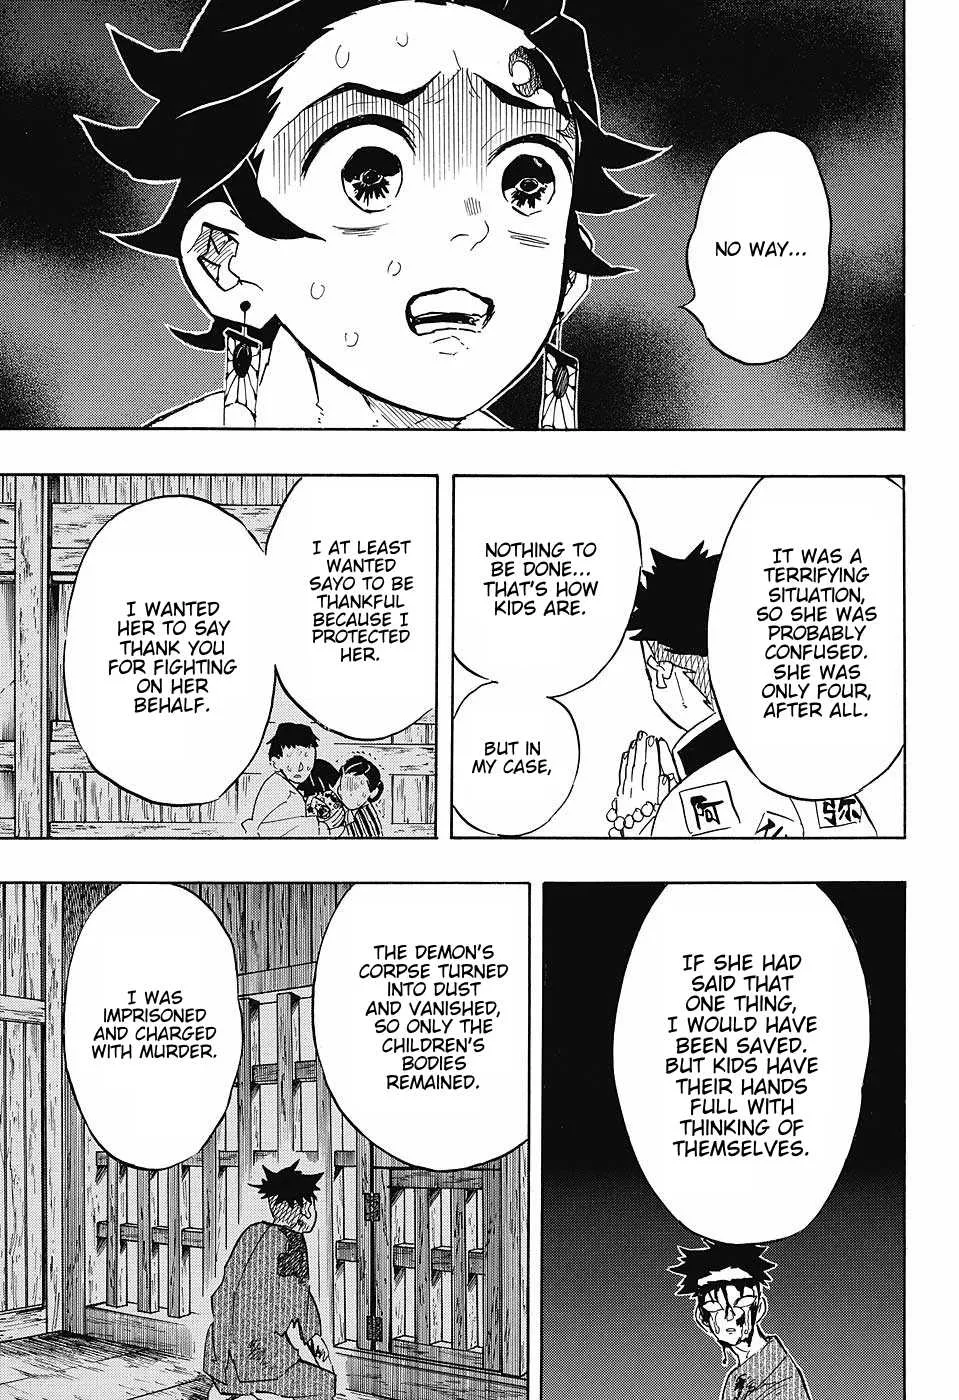 NO WAY...
IT WAS A
TERRIFYING
SITUATION,
SO SHE WAS
PROBABLY
CONFUSED.
SHE WAS
ONLY FOUR,
AFTER ALL.
NOTHING TO
BE DONE...
THAT'S HOW
KIDS ARE.
BUT IN
MY CASE,
阿
弥
I AT LEAST
WANTED
SAYO TO BE
THANKFUL
BECAUSE I
PROTECTED
HER.
I WANTED
HER TO SAY
THANK YOU
FOR FIGHTING
ON HER
BEHALF.
IF SHE HAD
SAID THAT
ONE THING,
I WOULD HAVE
BEEN SAVED.
BUT KIDS HAVE
THEIR HANDS
FULL WITH
THINKING OF
THEMSELVES.
THE DEMON'S
CORPSE TURNED
INTO DUST
AND VANISHED,
SO ONLY THE
CHILDREN'S
BODIES
REMAINED.
I WAS
IMPRISONED
AND CHARGED
WITH MURDER.